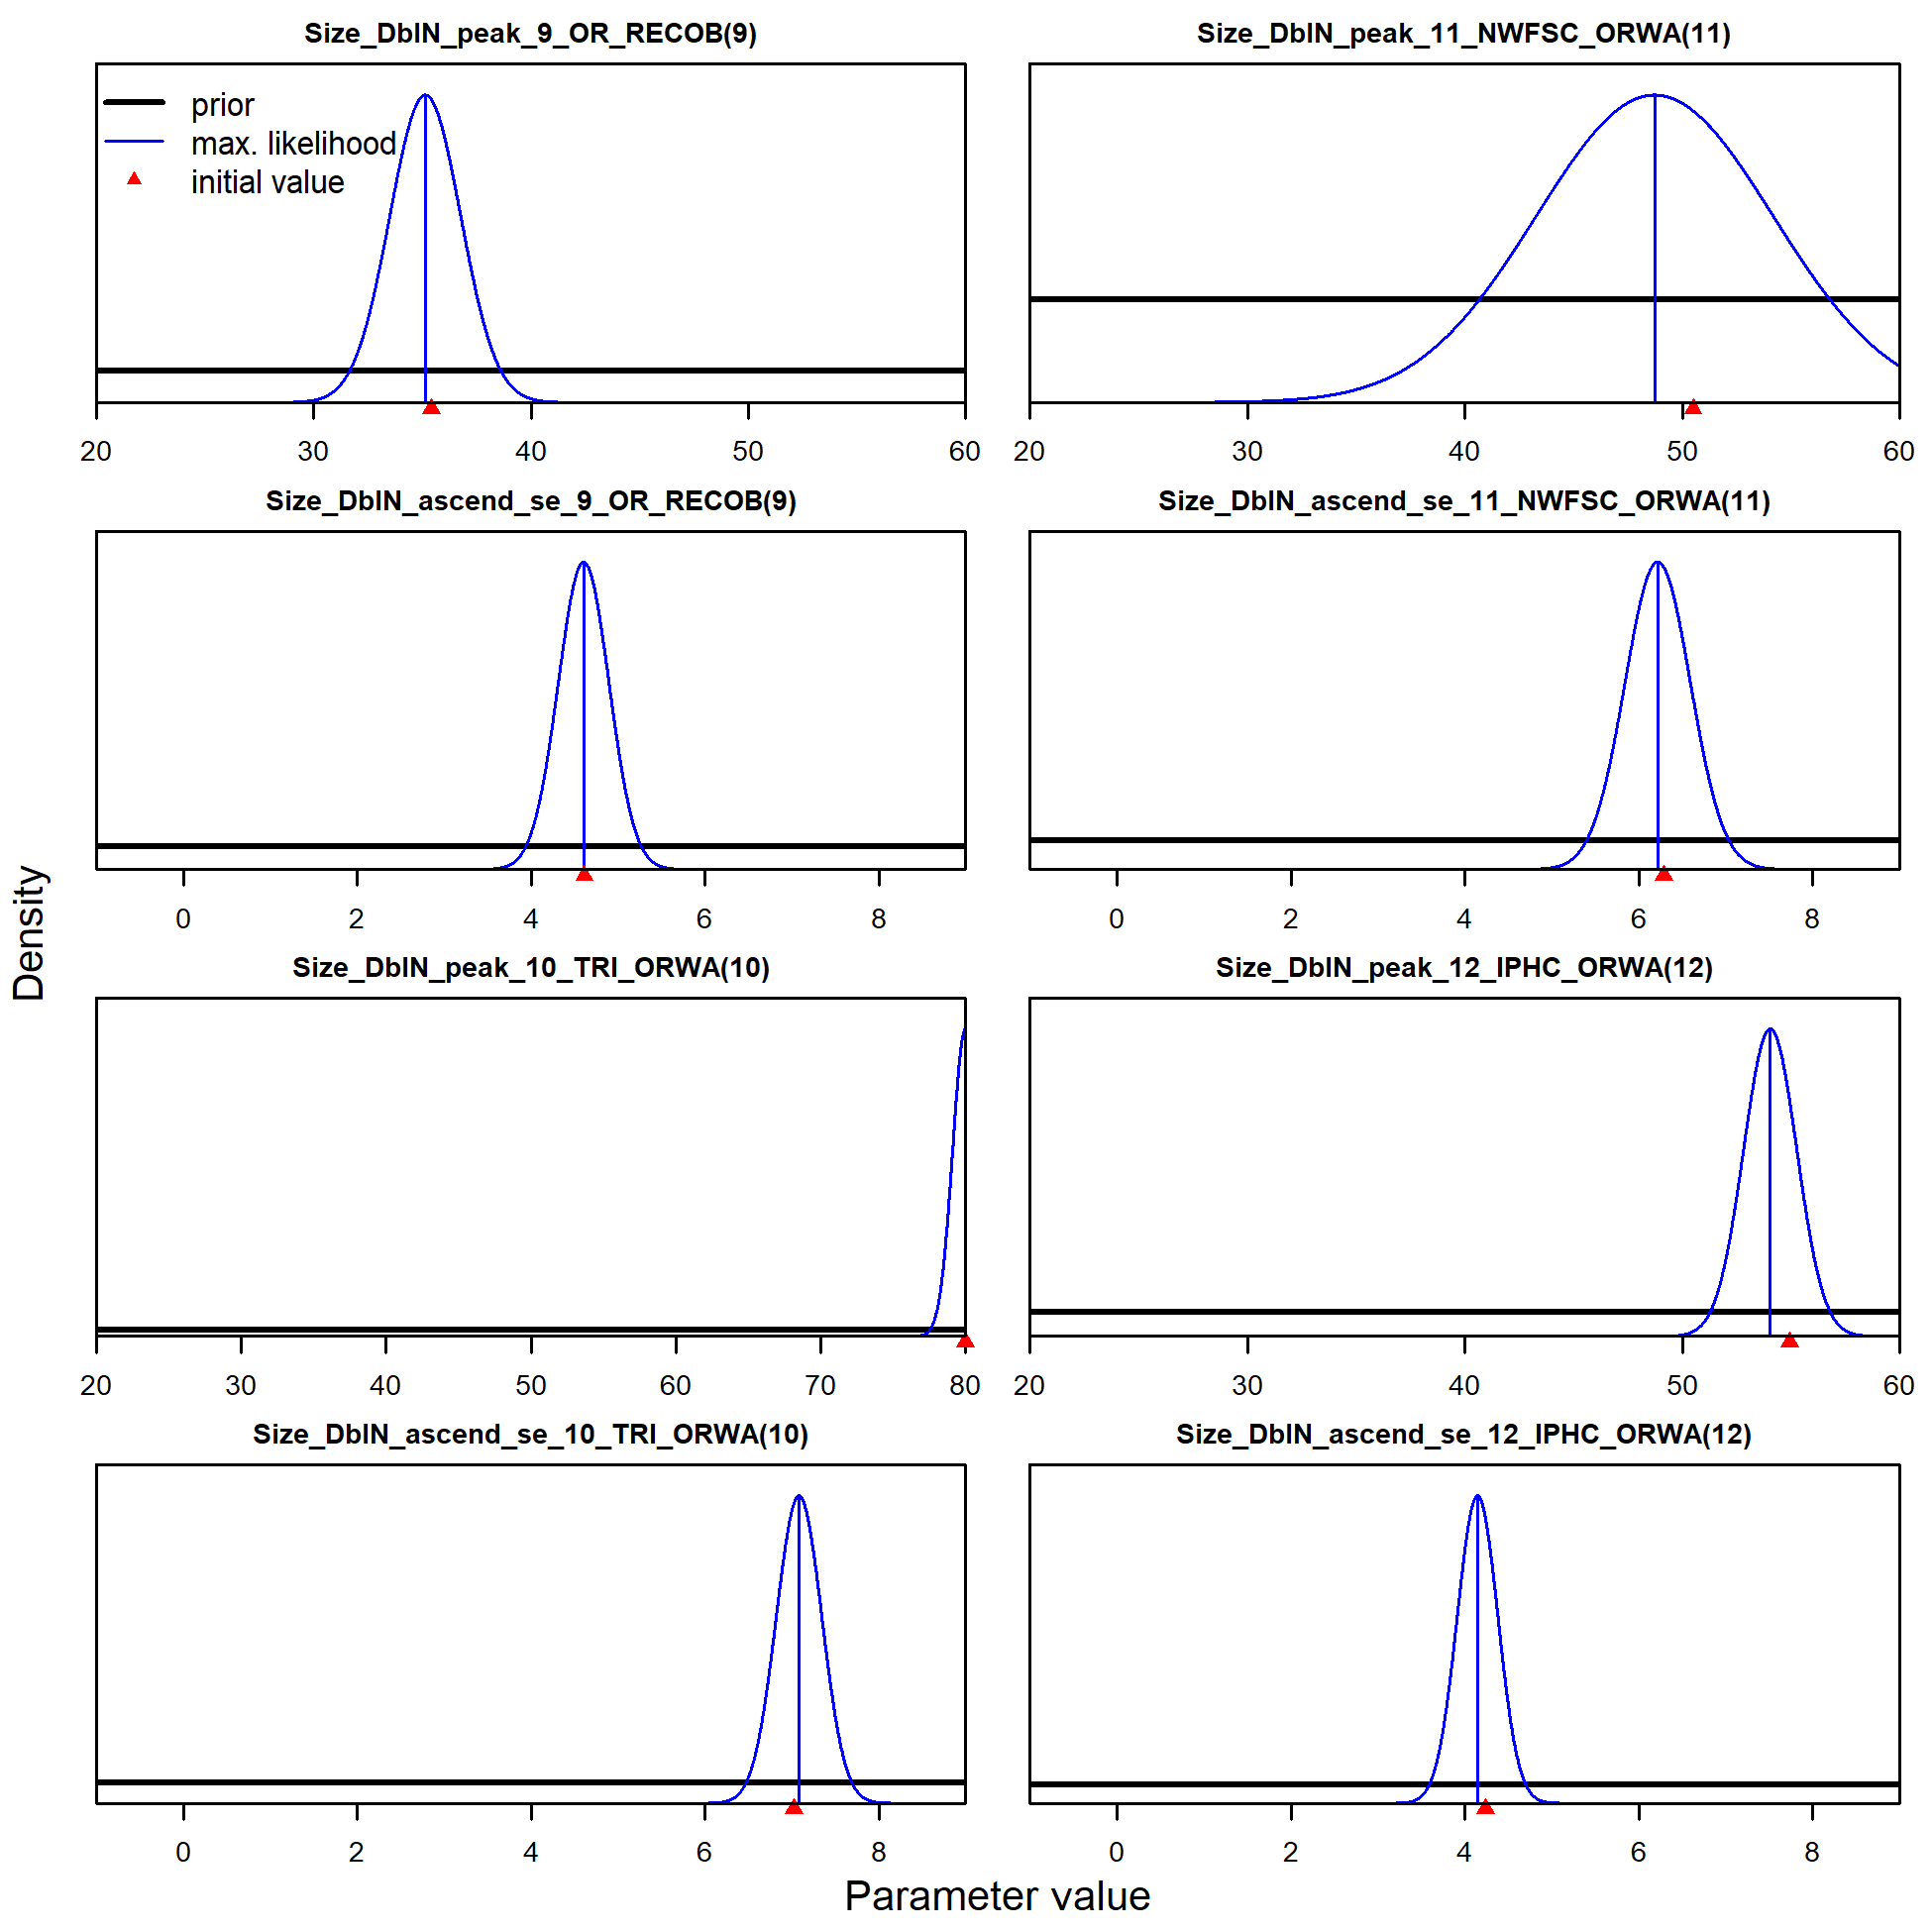 Size_DblN_peak_9_OR_RECOB(9)
prior
max. likelihood
initial value
20 30 40 50 60
Size_DblN_peak_11_NWFSC_ORWA(11)
20 30 40 50 60
Size_DblN_ascend_se_9_OR_RECOB(9)
0 2 4 6 8
Size_DblN_ascend_se_11_NWFSC_ORWA(11)
0 2 4 6 8
Density
Size_DblN_peak_10_TRI_ORWA(10)
20 30 40 50 60 70 80
Size_DblN_peak_12_IPHC_ORWA(12)
20 30 40 50 60
Size_DblN_ascend_se_10_TRI_ORWA(10)
0 2 4 6 8
Size_DblN_ascend_se_12_IPHC_ORWA(12)
0 2 4 6 8
Parameter value